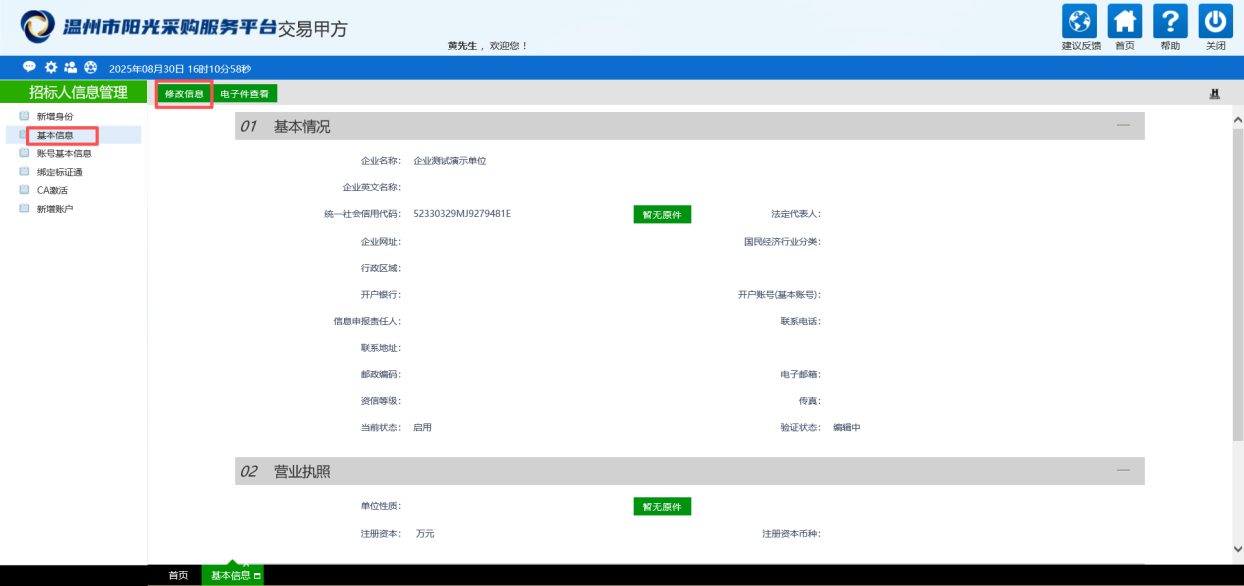 温州市阳光采购服务平台交易甲方
黄先生，欢迎您！
建议反馈 首页 帮助 关闭
2025年08月30日 16时10分58秒
招标人信息管理
修改信息 电子件查看
新增身份
基本信息
账号基本信息
绑定标证通
CA激活
新增账户
01 基本情况
企业名称： 企业测试演示单位
企业英文名称：
统一社会信用代码： 52330329MJ9279481E 暂无原件 法定代表人：
企业网址： 国民经济行业分类：
行政区域：
开户银行： 开户账号(基本账号)：
信息申报责任人： 联系电话：
联系地址：
邮政编码： 电子邮箱：
资信等级： 传真：
当前状态： 启用 验证状态： 编辑中
02 营业执照
单位性质： 暂无原件
注册资本： 万元 注册资本币种：
首页 基本信息